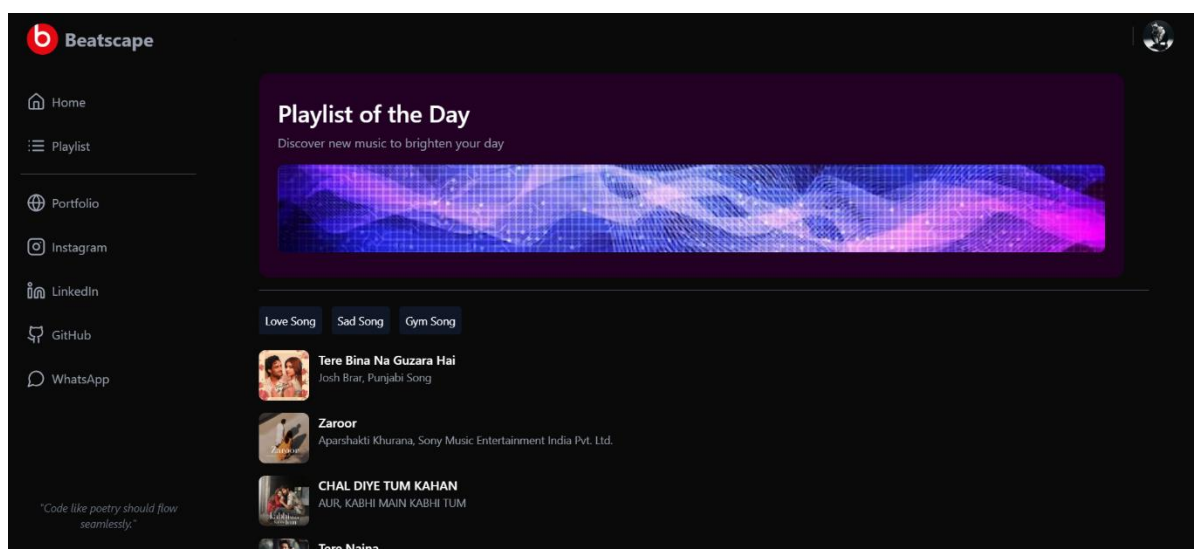 Beatscape
Home
Playlist
Portfolio
Instagram
LinkedIn
GitHub
WhatsApp
"Code like poetry should flow
seamlessly."
Playlist of the Day
Discover new music to brighten your day
Love Song Sad Song Gym Song
Tere Bina Na Guzara Hai
Josh Brar, Punjabi Song
Zaroor
Zaroor
Aparshakti Khurana, Sony Music Entertainment India Pvt. Ltd.
CHAL DIYE TUM KAHAN
AUR, KABHI MAIN KABHI TUM
Tere Naina